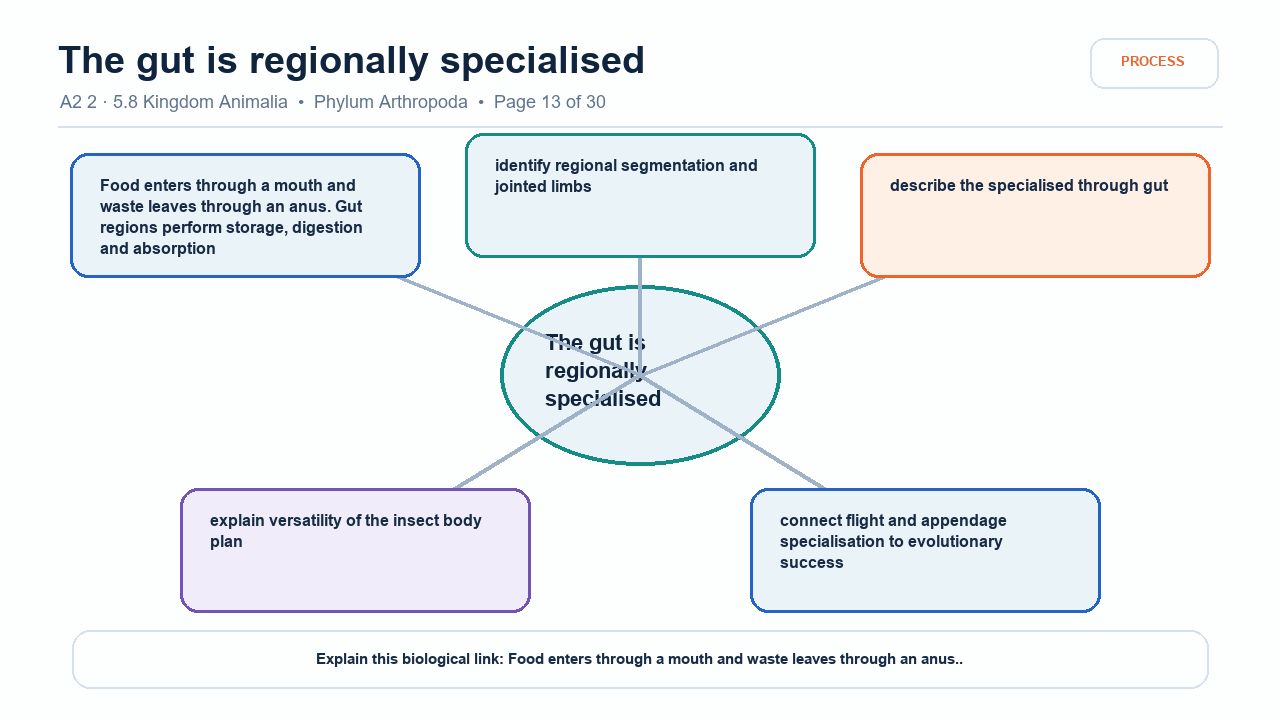 The gut is regionally specialised
PROCESS
A2 2 · 5.8 Kingdom Animalia • Phylum Arthropoda • Page 13 of 30
Food enters through a mouth and
waste leaves through an anus. Gut
regions perform storage, digestion
and absorption
identify regional segmentation and
jointed limbs
describe the specialised through gut
The gut is
regionally
specialised
explain versatility of the insect body
plan
connect flight and appendage
specialisation to evolutionary
success
Explain this biological link: Food enters through a mouth and waste leaves through an anus..